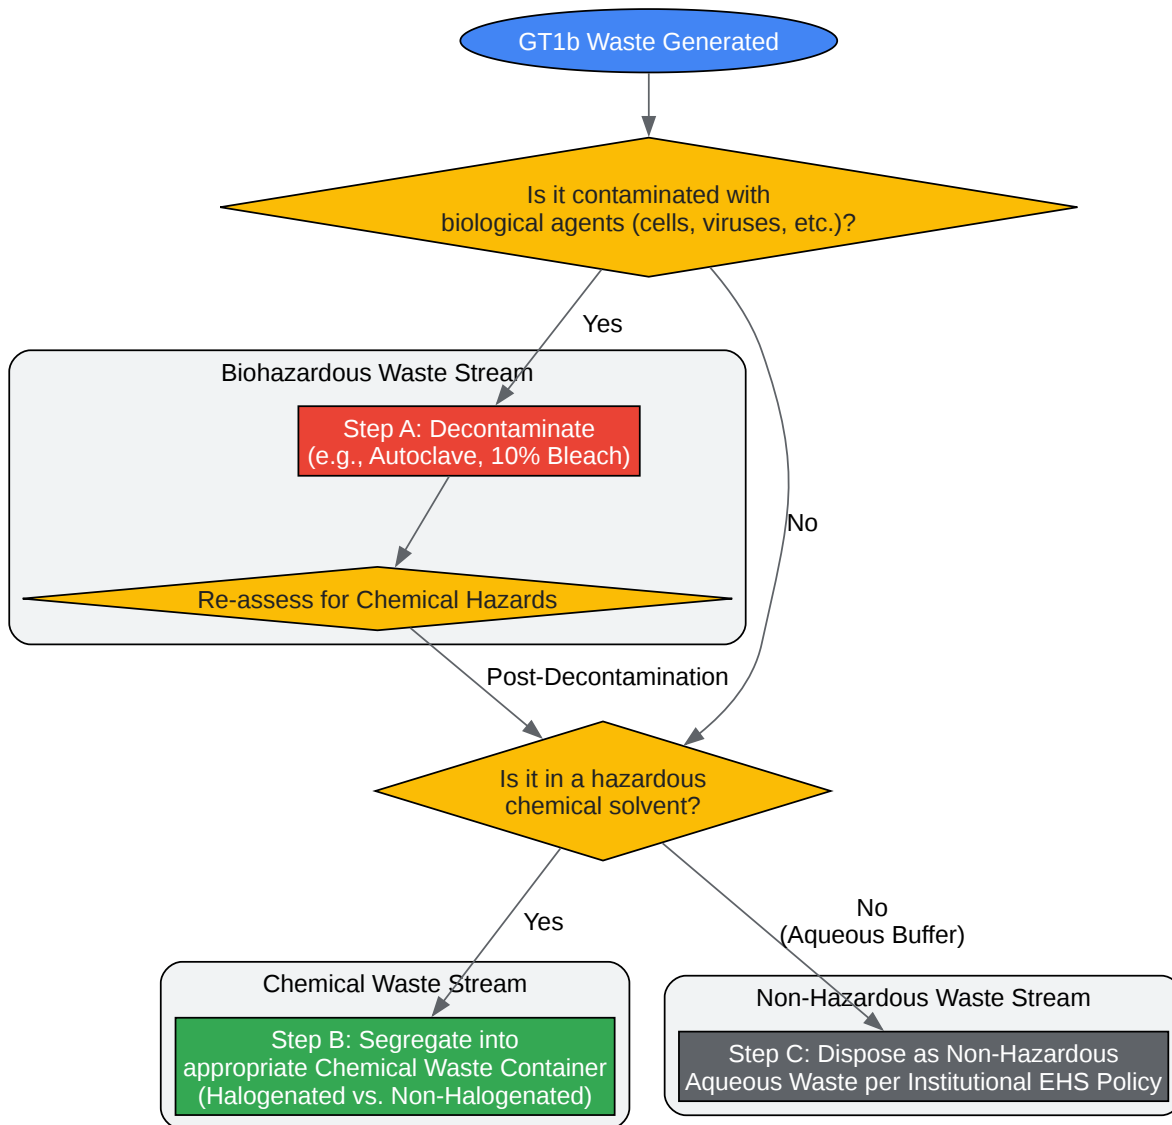 GT1b Waste Generated
Is it contaminated with
biological agents (cells, viruses, etc.)?
Yes
No
Biohazardous Waste Stream
Step A: Decontaminate
(e.g., Autoclave, 10% Bleach)
Re-assess for Chemical Hazards
Post-Decontamination
Is it in a hazardous
chemical solvent?
Yes
No
(Aqueous Buffer)
Chemical Waste Stream
Step B: Segregate into
appropriate Chemical Waste Container
(Halogenated vs. Non-Halogenated)
Non-Hazardous Waste Stream
Step C: Dispose as Non-Hazardous
Aqueous Waste per Institutional EHS Policy